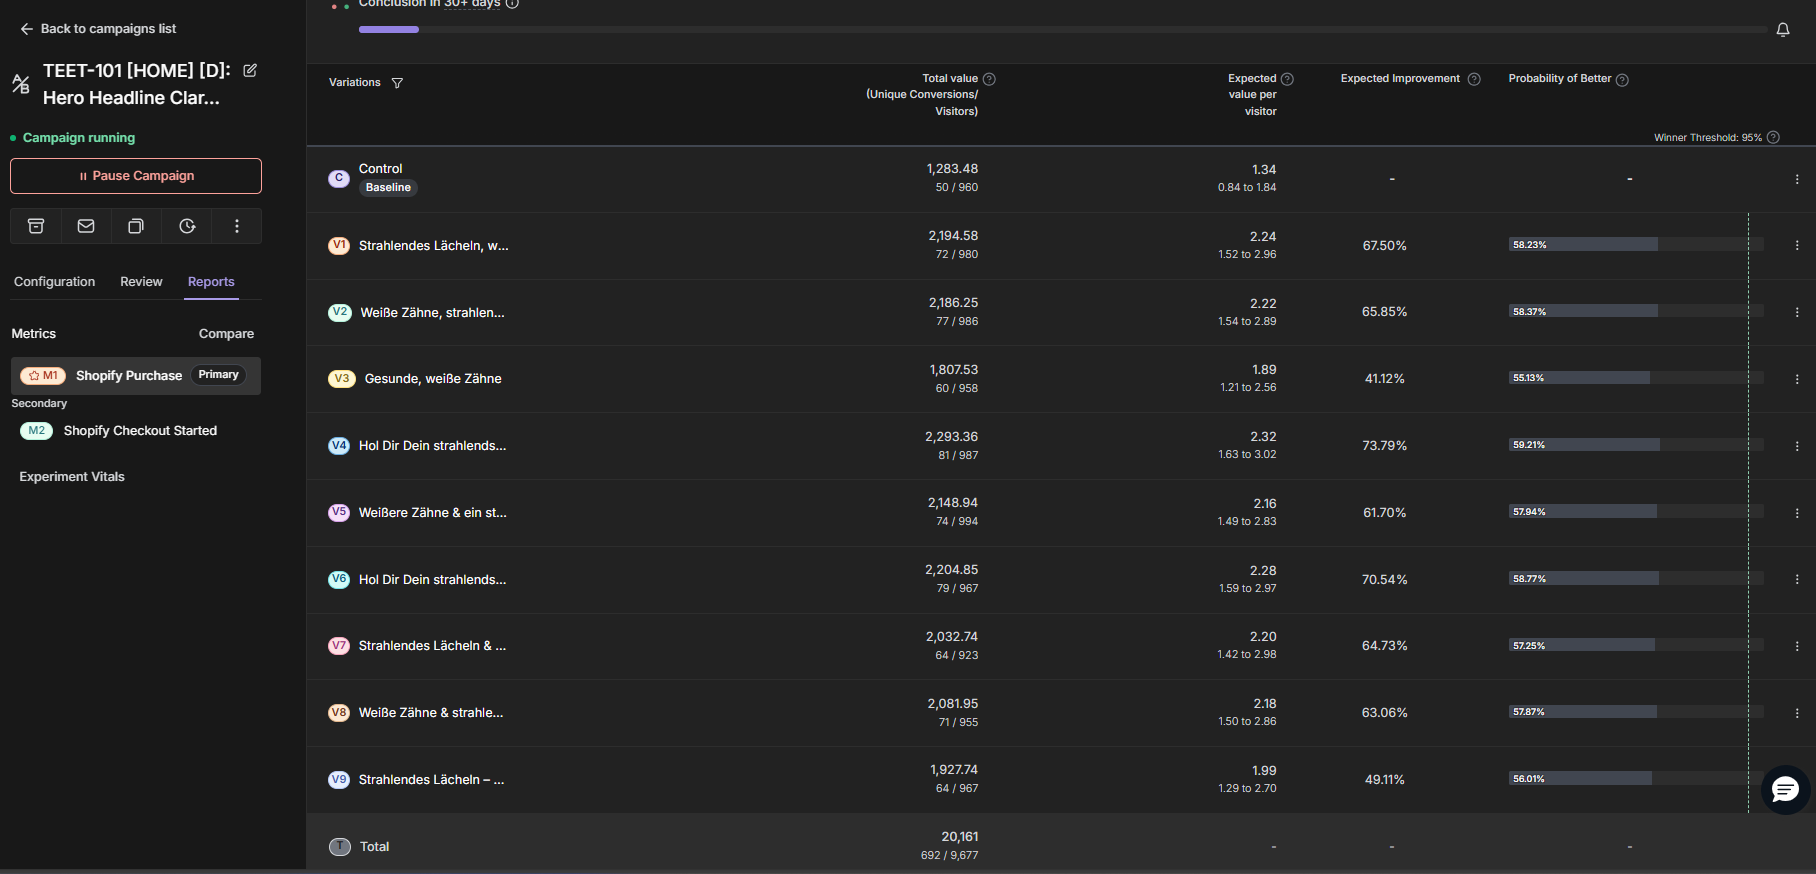 Back to campaigns list
TEET-101 [HOME] [D]:
Hero Headline Clar...
Campaign running
Pause Campaign
Configuration
Review
Reports
Metrics
Compare
M1
Shopify Purchase
Primary
Secondary
M2
Shopify Checkout Started
Experiment Vitals
Conclusion in 30+ days
Variations
Total value
(Unique Conversions/
Visitors)
Expected
value per
visitor
Expected Improvement
Probability of Better
Winner Threshold: 95%
C
Control
Baseline
1,283.48
50 / 960
1.34
0.84 to 1.84
-
-
V1
Strahlendes Lächeln, w...
2,194.58
72 / 980
2.24
1.52 to 2.96
67.50%
58.23%
V2
Weiße Zähne, strahlen...
2,186.25
77 / 986
2.22
1.54 to 2.89
65.85%
58.37%
V3
Gesunde, weiße Zähne
1,807.53
60 / 958
1.89
1.21 to 2.56
41.12%
55.13%
V4
Hol Dir Dein strahlends...
2,293.36
81 / 987
2.32
1.63 to 3.02
73.79%
59.21%
V5
Weißere Zähne & ein st...
2,148.94
74 / 994
2.16
1.49 to 2.83
61.70%
57.94%
V6
Hol Dir Dein strahlends...
2,204.85
79 / 967
2.28
1.59 to 2.97
70.54%
58.77%
V7
Strahlendes Lächeln & ...
2,032.74
64 / 923
2.20
1.42 to 2.98
64.73%
57.25%
V8
Weiße Zähne & strahle...
2,081.95
71 / 955
2.18
1.50 to 2.86
63.06%
57.87%
V9
Strahlendes Lächeln – ...
1,927.74
64 / 967
1.99
1.29 to 2.70
49.11%
56.01%
T
Total
20,161
692 / 9,677
-
-
-